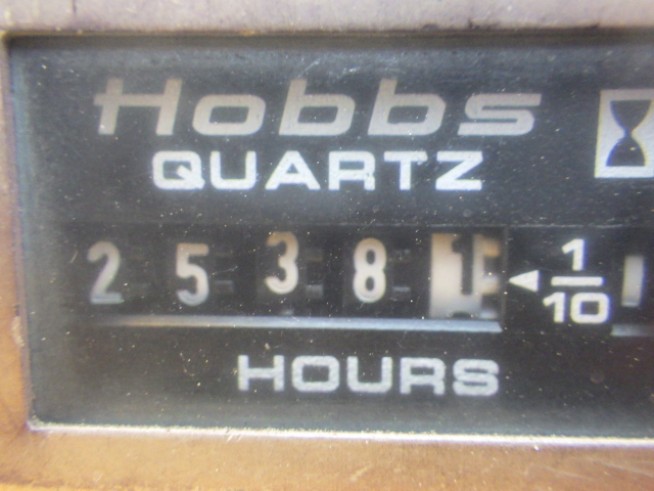 Hobbs
QUARTZ
2 5 3 8 1 ◄ 1/10
HOURS